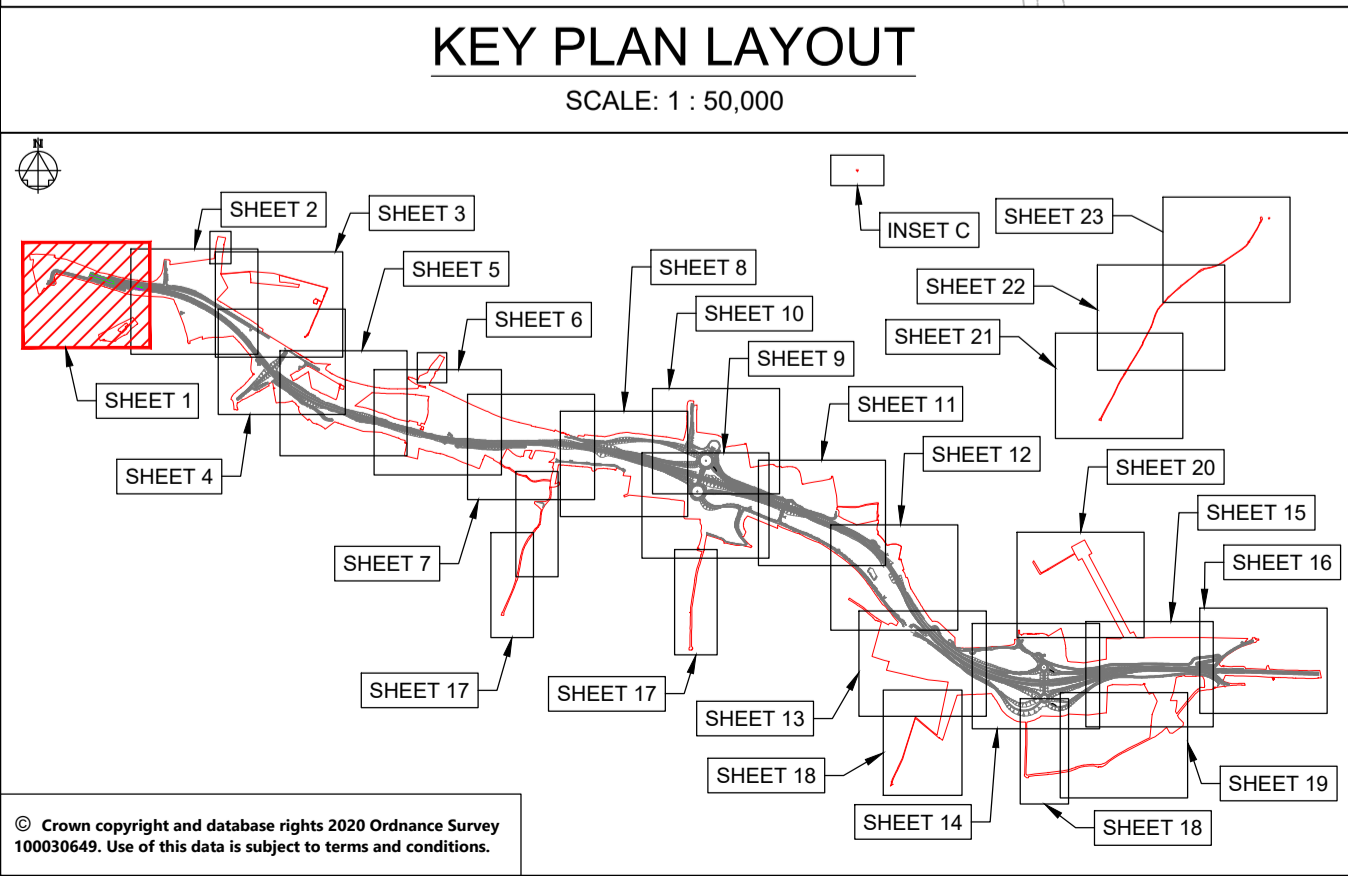 KEY PLAN LAYOUT
SCALE: 1 : 50,000
N
SHEET 2
SHEET 3
INSET C
SHEET 23
SHEET 5
SHEET 8
SHEET 22
SHEET 6
SHEET 10
SHEET 21
SHEET 9
SHEET 1
SHEET 11
SHEET 12
SHEET 4
SHEET 20
SHEET 15
SHEET 7
SHEET 16
SHEET 17
SHEET 17
SHEET 13
SHEET 18
SHEET 19
SHEET 14
SHEET 18
© Crown copyright and database rights 2020 Ordnance Survey
100030649. Use of this data is subject to terms and conditions.